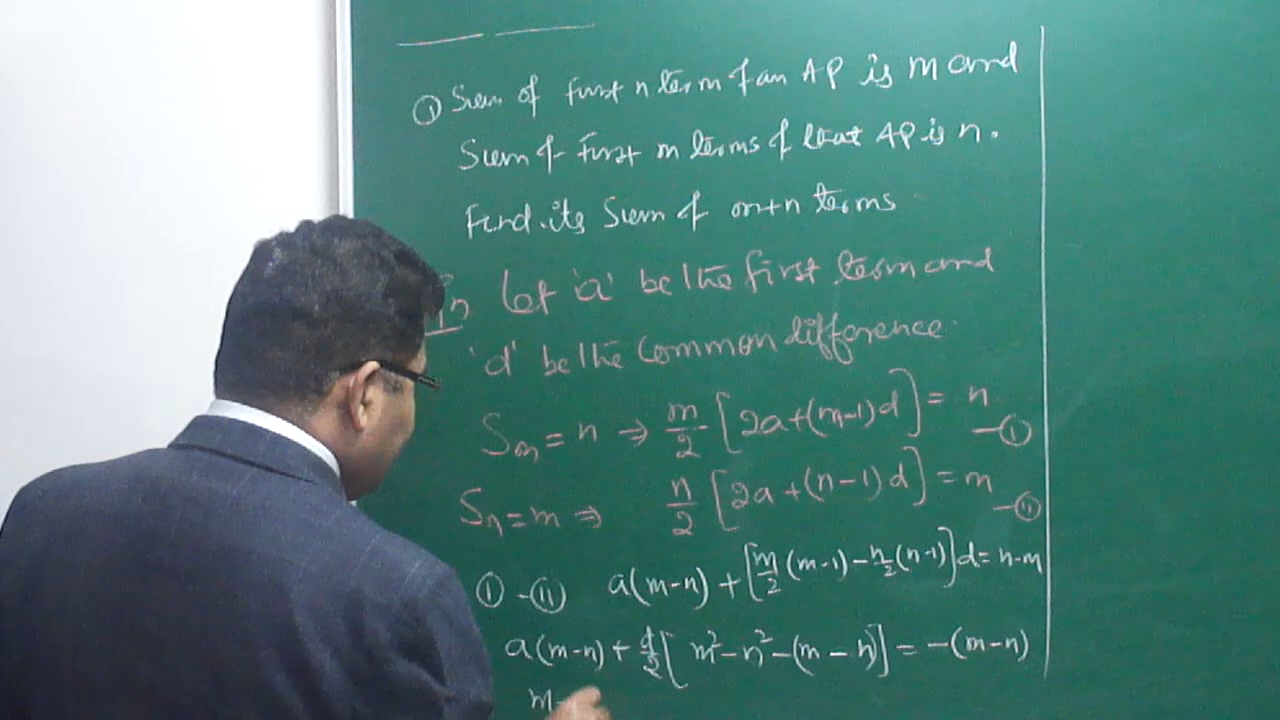 ① Sum of first n term of an AP is m and
Sum of first m terms of that AP is n.
Find its Sum of m+n terms
Let 'a' be the first term and
'd' be the common difference.
Sm = n ⇒ m/2 [2a+(m-1)d] = n —①
Sn = m ⇒ n/2 [2a+(n-1)d] = m —②
① - ② a(m-n) + [m/2 (m-1) - n/2 (n-1)]d = n-m
a(m-n) + d/2 [m²-n²-(m-n)] = -(m-n)
m-